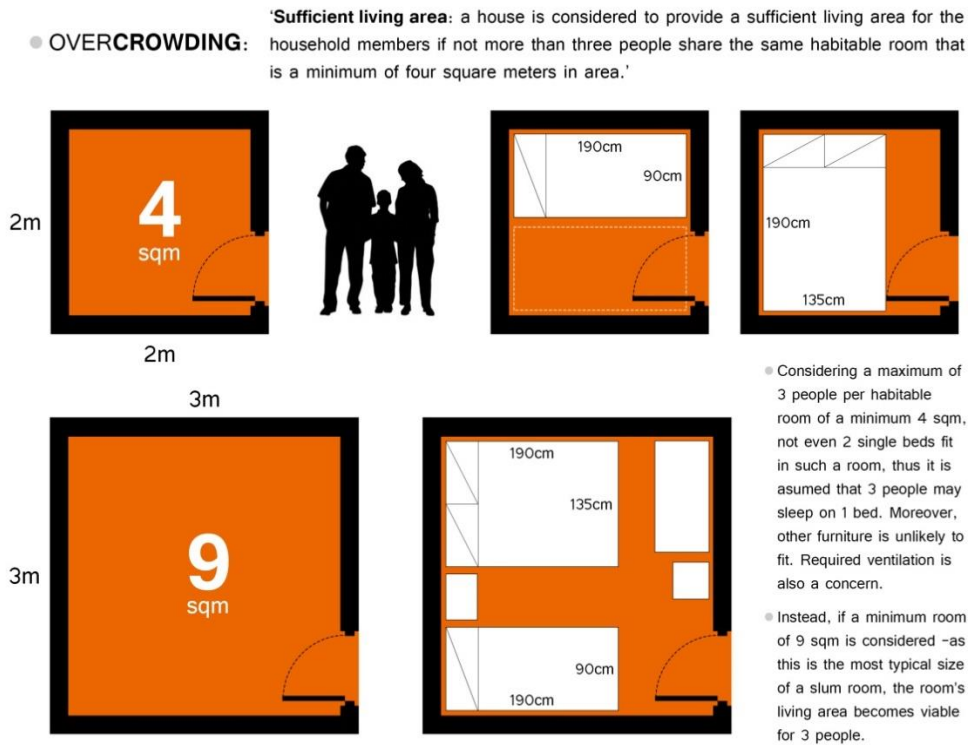 OVERCROWDING:
‘Sufficient living area: a house is considered to provide a sufficient living area for the
household members if not more than three people share the same habitable room that
is a minimum of four square meters in area.’
2m
4
sqm
2m
190cm
90cm
190cm
135cm
3m
3m
9
sqm
190cm
135cm
90cm
190cm
Considering a maximum of
3 people per habitable
room of a minimum 4 sqm,
not even 2 single beds fit
in such a room, thus it is
asumed that 3 people may
sleep on 1 bed. Moreover,
other furniture is unlikely to
fit. Required ventilation is
also a concern.
Instead, if a minimum room
of 9 sqm is considered -as
this is the most typical size
of a slum room, the room's
living area becomes viable
for 3 people.